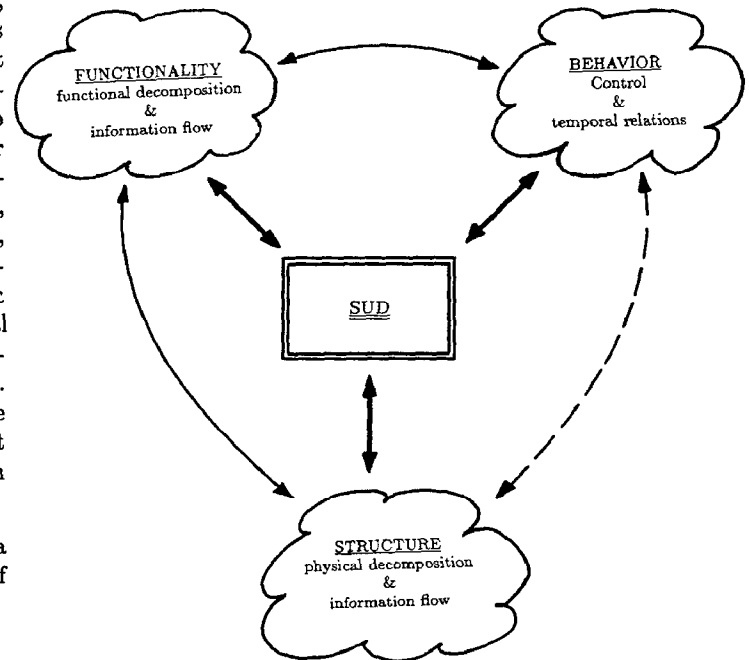 FUNCTIONALITY
functional decomposition
&
information flow
BEHAVIOR
Control
&
temporal relations
SUD
STRUCTURE
physical decomposition
&
information flow